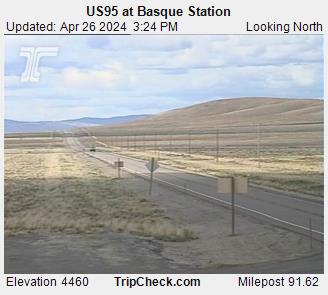 US95 at Basque Station
Updated: Apr 26 2024 3:24 PM Looking North
Elevation 4460 TripCheck.com Milepost 91.62